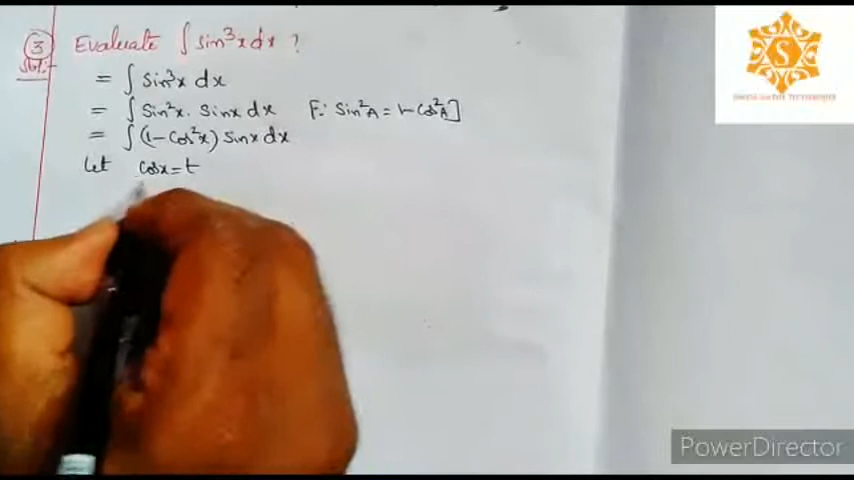 ③ Evaluate ∫ sin³x dx ?
Sol:-
= ∫ Sin³x dx
= ∫ Sin²x . Sinx dx [∵ Sin²A = 1-Cos²A]
= ∫ (1-Cos²x) Sinx dx
Let Cosx = t
S
PowerDirector